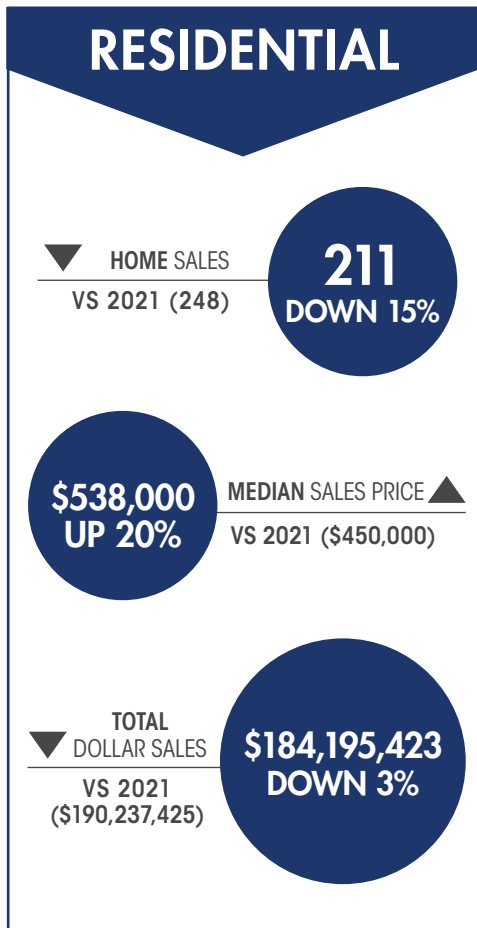 RESIDENTIAL
HOME SALES
VS 2021 (248)
211
DOWN 15%
$538,000
UP 20%
MEDIAN SALES PRICE
VS 2021 ($450,000)
TOTAL
DOLLAR SALES
VS 2021
($190,237,425)
$184,195,423
DOWN 3%